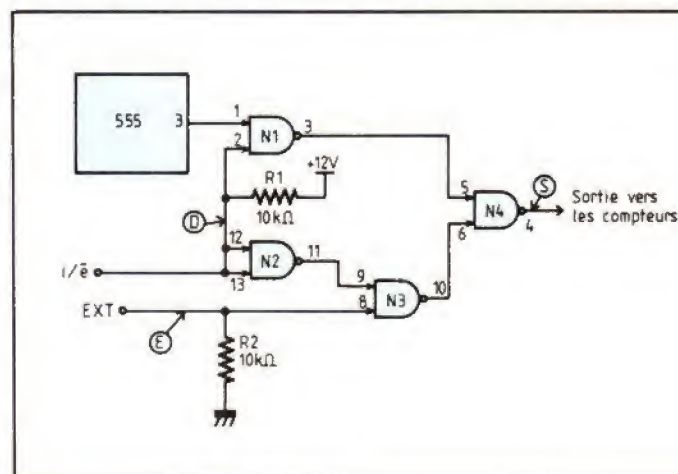 555 3
1
2
N1
3
+12V
R1
10kΩ
D
12
13
N2
11
i/ē
EXT
E
R2
10kΩ
9
8
N3
10
5
6
N4
4
S
Sortie vers
les compteurs